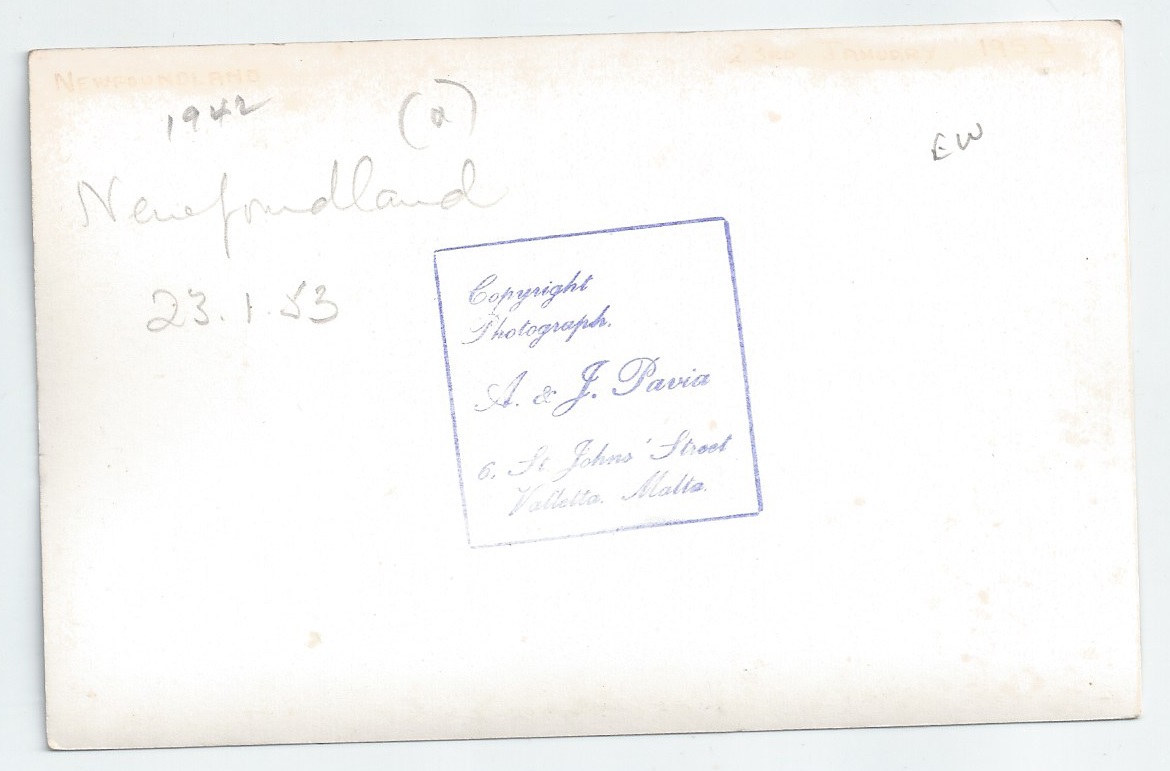 NEWFOUNDLAND
23RD JANUARY 1953
1942
EW
Newfoundland
23.1.53
Copyright
Photograph.
A. & J. Pavia
6, St Johns' Street
Valletta. Malta.